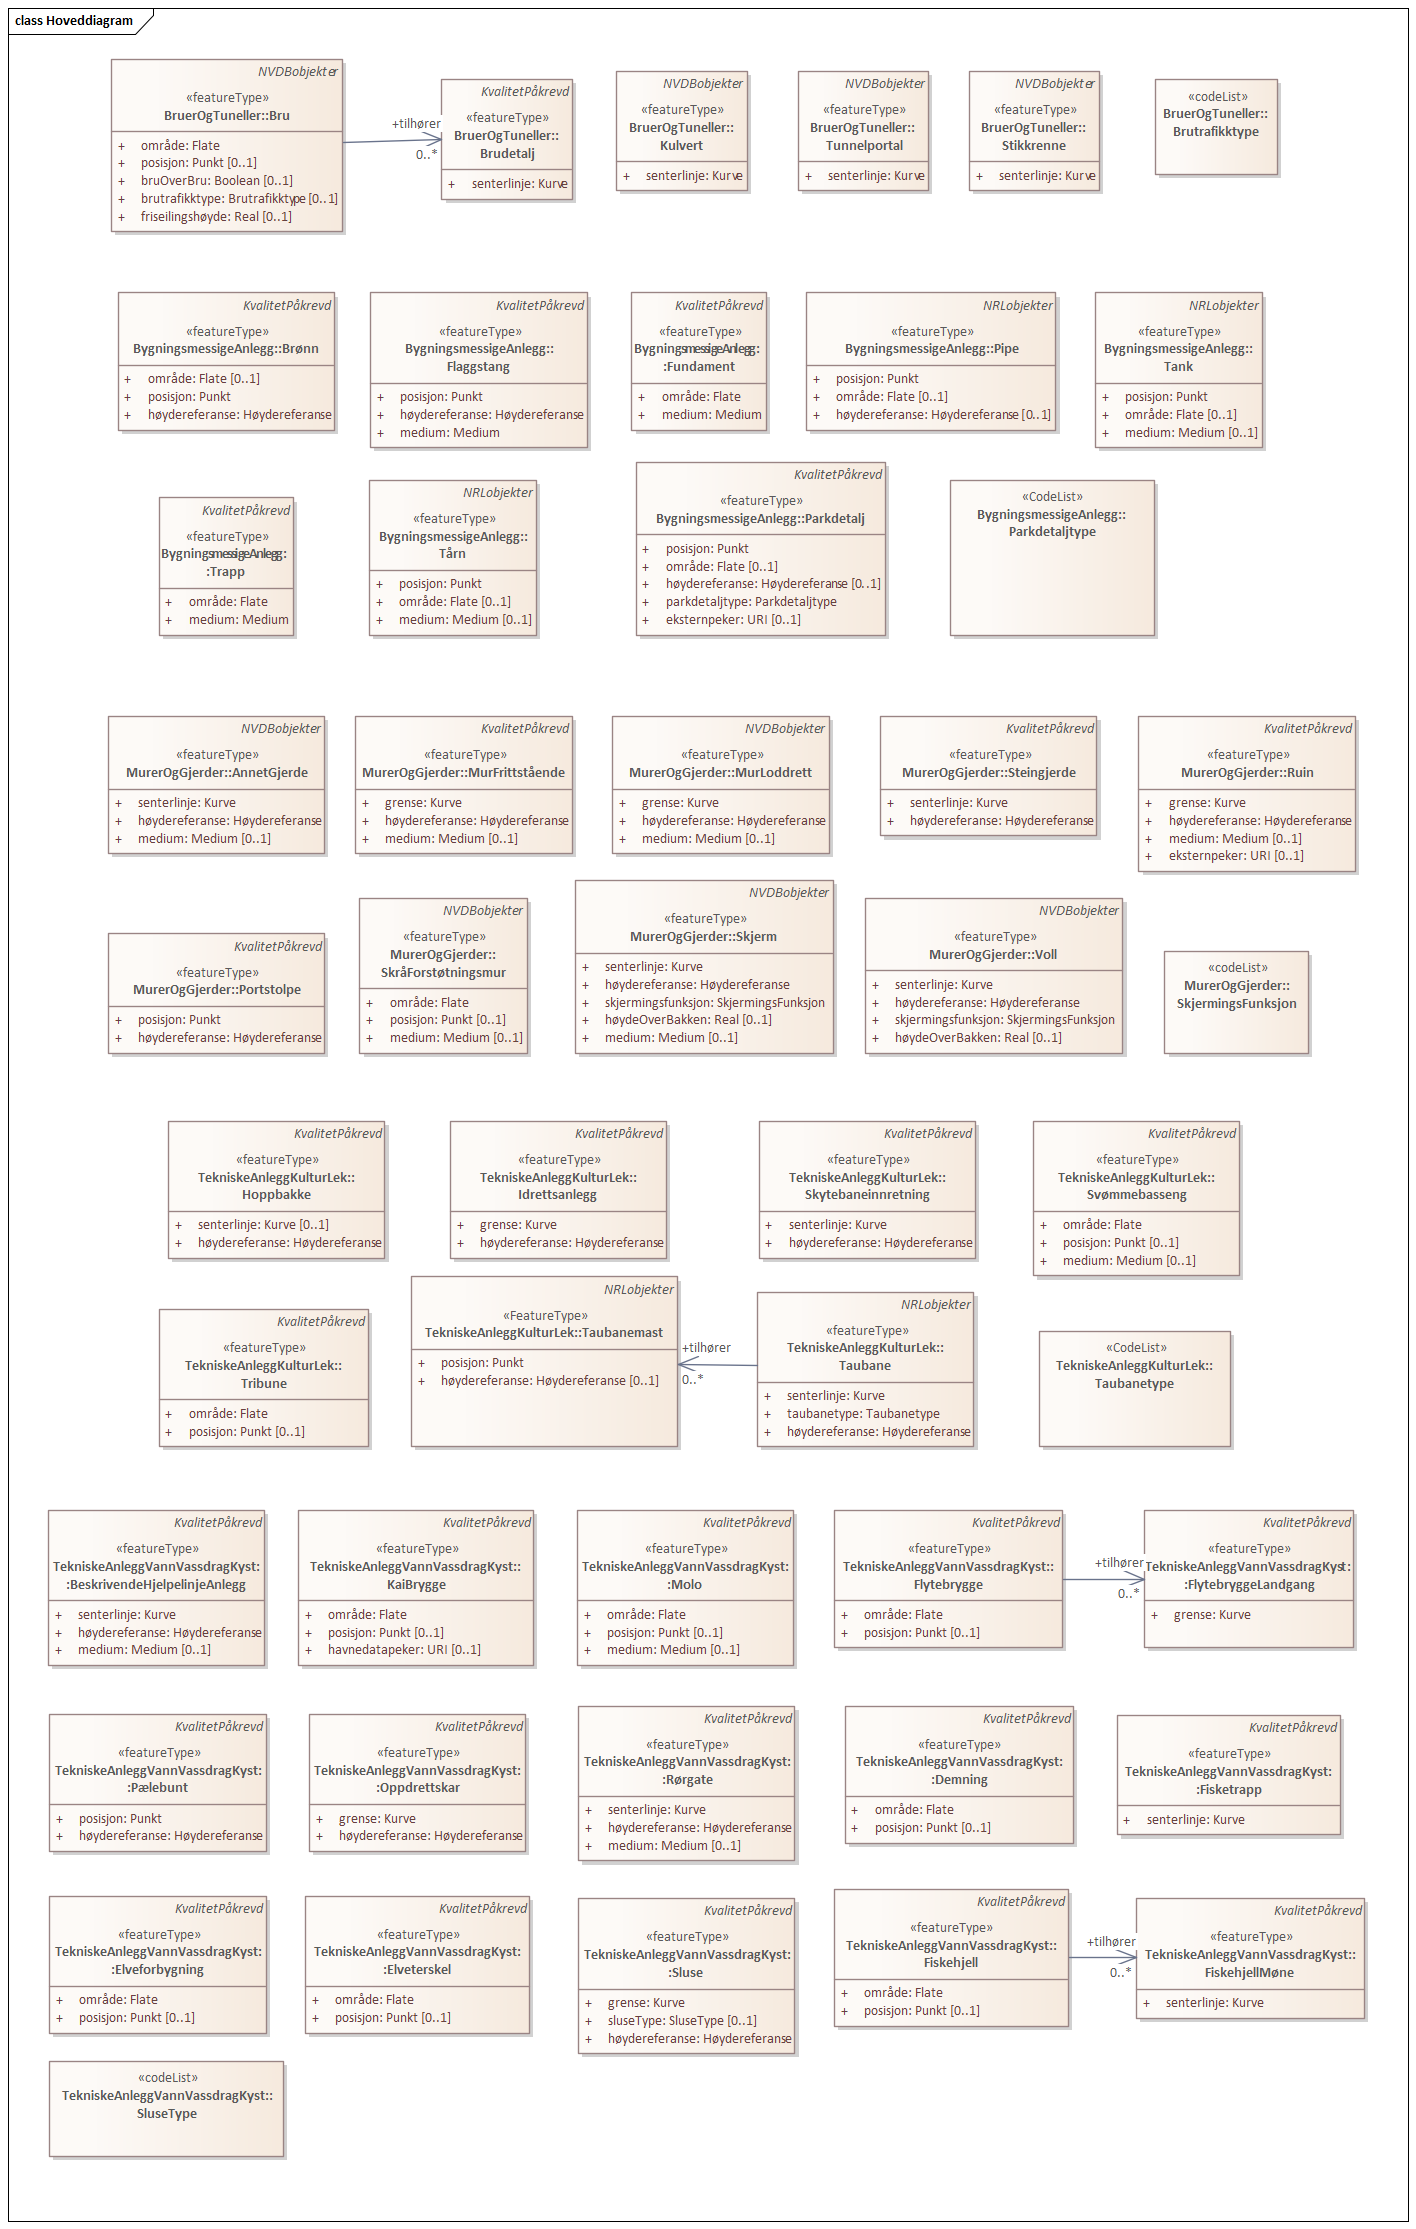 class Hoveddiagram
NVDBobjekter
«featureType»
BruerOgTuneller::Bru
+ område: Flate
+ posisjon: Punkt [0..1]
+ bruOverBru: Boolean [0..1]
+ brutrafikktype: Brutrafikktype [0..1]
+ friseilingshøyde: Real [0..1]
+tilhører
0..*
KvalitetPåkrevd
«featureType»
BruerOgTuneller::
Brudetalj
+ senterlinje: Kurve
NVDBobjekter
«featureType»
BruerOgTuneller::
Kulvert
+ senterlinje: Kurve
NVDBobjekter
«featureType»
BruerOgTuneller::
Tunnelportal
+ senterlinje: Kurve
NVDBobjekter
«featureType»
BruerOgTuneller::
Stikkrenne
+ senterlinje: Kurve
«codeList»
BruerOgTuneller::
Brutrafikktype
KvalitetPåkrevd
«featureType»
BygningsmessigeAnlegg::Brønn
+ område: Flate [0..1]
+ posisjon: Punkt
+ høydereferanse: Høydereferanse
KvalitetPåkrevd
«featureType»
BygningsmessigeAnlegg::
Flaggstang
+ posisjon: Punkt
+ høydereferanse: Høydereferanse
+ medium: Medium
KvalitetPåkrevd
«featureType»
BygningsmessigeAnlegg:
:Fundament
+ område: Flate
+ medium: Medium
NRLobjekter
«featureType»
BygningsmessigeAnlegg::Pipe
+ posisjon: Punkt
+ område: Flate [0..1]
+ høydereferanse: Høydereferanse [0..1]
NRLobjekter
«featureType»
BygningsmessigeAnlegg::
Tank
+ posisjon: Punkt
+ område: Flate [0..1]
+ medium: Medium [0..1]
KvalitetPåkrevd
«featureType»
BygningsmessigeAnlegg:
:Trapp
+ område: Flate
+ medium: Medium
NRLobjekter
«featureType»
BygningsmessigeAnlegg::
Tårn
+ posisjon: Punkt
+ område: Flate [0..1]
+ medium: Medium [0..1]
KvalitetPåkrevd
«featureType»
BygningsmessigeAnlegg::Parkdetalj
+ posisjon: Punkt
+ område: Flate [0..1]
+ høydereferanse: Høydereferanse [0..1]
+ parkdetaljtype: Parkdetaljtype
+ eksternpeker: URI [0..1]
«CodeList»
BygningsmessigeAnlegg::
Parkdetaljtype
NVDBobjekter
«featureType»
MurerOgGjerder::AnnetGjerde
+ senterlinje: Kurve
+ høydereferanse: Høydereferanse
+ medium: Medium [0..1]
KvalitetPåkrevd
«featureType»
MurerOgGjerder::MurFrittstående
+ grense: Kurve
+ høydereferanse: Høydereferanse
+ medium: Medium [0..1]
NVDBobjekter
«featureType»
MurerOgGjerder::MurLoddrett
+ grense: Kurve
+ høydereferanse: Høydereferanse
+ medium: Medium [0..1]
KvalitetPåkrevd
«featureType»
MurerOgGjerder::Steingjerde
+ senterlinje: Kurve
+ høydereferanse: Høydereferanse
KvalitetPåkrevd
«featureType»
MurerOgGjerder::Ruin
+ grense: Kurve
+ høydereferanse: Høydereferanse
+ medium: Medium [0..1]
+ eksternpeker: URI [0..1]
KvalitetPåkrevd
«featureType»
MurerOgGjerder::Portstolpe
+ posisjon: Punkt
+ høydereferanse: Høydereferanse
NVDBobjekter
«featureType»
MurerOgGjerder::
SkråForstøtningsmur
+ område: Flate
+ posisjon: Punkt [0..1]
+ medium: Medium [0..1]
NVDBobjekter
«featureType»
MurerOgGjerder::Skjerm
+ senterlinje: Kurve
+ høydereferanse: Høydereferanse
+ skjermingsfunksjon: SkjermingsFunksjon
+ høydeOverBakken: Real [0..1]
+ medium: Medium [0..1]
NVDBobjekter
«featureType»
MurerOgGjerder::Voll
+ senterlinje: Kurve
+ høydereferanse: Høydereferanse
+ skjermingsfunksjon: SkjermingsFunksjon
+ høydeOverBakken: Real [0..1]
«codeList»
MurerOgGjerder::
SkjermingsFunksjon
KvalitetPåkrevd
«featureType»
TekniskeAnleggKulturLek::
Hoppbakke
+ senterlinje: Kurve [0..1]
+ høydereferanse: Høydereferanse
KvalitetPåkrevd
«featureType»
TekniskeAnleggKulturLek::
Idrettsanlegg
+ grense: Kurve
+ høydereferanse: Høydereferanse
KvalitetPåkrevd
«featureType»
TekniskeAnleggKulturLek::
Skytebaneinnretning
+ senterlinje: Kurve
+ høydereferanse: Høydereferanse
KvalitetPåkrevd
«featureType»
TekniskeAnleggKulturLek::
Svømmebasseng
+ område: Flate
+ posisjon: Punkt [0..1]
+ medium: Medium [0..1]
KvalitetPåkrevd
«featureType»
TekniskeAnleggKulturLek::
Tribune
+ område: Flate
+ posisjon: Punkt [0..1]
NRLobjekter
«FeatureType»
TekniskeAnleggKulturLek::Taubanemast
+ posisjon: Punkt
+ høydereferanse: Høydereferanse [0..1]
+tilhører
0..*
NRLobjekter
«featureType»
TekniskeAnleggKulturLek::
Taubane
+ senterlinje: Kurve
+ taubanetype: Taubanetype
+ høydereferanse: Høydereferanse
«CodeList»
TekniskeAnleggKulturLek::
Taubanetype
KvalitetPåkrevd
«featureType»
TekniskeAnleggVannVassdragKyst:
:BeskrivendeHjelpelinjeAnlegg
+ senterlinje: Kurve
+ høydereferanse: Høydereferanse
+ medium: Medium [0..1]
KvalitetPåkrevd
«featureType»
TekniskeAnleggVannVassdragKyst::
KaiBrygge
+ område: Flate
+ posisjon: Punkt [0..1]
+ havnedatapeker: URI [0..1]
KvalitetPåkrevd
«featureType»
TekniskeAnleggVannVassdragKyst:
:Molo
+ område: Flate
+ posisjon: Punkt [0..1]
+ medium: Medium [0..1]
KvalitetPåkrevd
«featureType»
TekniskeAnleggVannVassdragKyst::
Flytebrygge
+ område: Flate
+ posisjon: Punkt [0..1]
+tilhører
0..*
KvalitetPåkrevd
«featureType»
TekniskeAnleggVannVassdragKyst:
:FlytebryggeLandgang
+ grense: Kurve
KvalitetPåkrevd
«featureType»
TekniskeAnleggVannVassdragKyst:
:Pælebunt
+ posisjon: Punkt
+ høydereferanse: Høydereferanse
KvalitetPåkrevd
«featureType»
TekniskeAnleggVannVassdragKyst:
:Oppdrettskar
+ grense: Kurve
+ høydereferanse: Høydereferanse
KvalitetPåkrevd
«featureType»
TekniskeAnleggVannVassdragKyst:
:Rørgate
+ senterlinje: Kurve
+ høydereferanse: Høydereferanse
+ medium: Medium [0..1]
KvalitetPåkrevd
«featureType»
TekniskeAnleggVannVassdragKyst:
:Demning
+ område: Flate
+ posisjon: Punkt [0..1]
KvalitetPåkrevd
«featureType»
TekniskeAnleggVannVassdragKyst:
:Fisketrapp
+ senterlinje: Kurve
KvalitetPåkrevd
«featureType»
TekniskeAnleggVannVassdragKyst:
:Elveforbygning
+ område: Flate
+ posisjon: Punkt [0..1]
KvalitetPåkrevd
«featureType»
TekniskeAnleggVannVassdragKyst:
:Elveterskel
+ område: Flate
+ posisjon: Punkt [0..1]
KvalitetPåkrevd
«featureType»
TekniskeAnleggVannVassdragKyst:
:Sluse
+ grense: Kurve
+ sluseType: SluseType [0..1]
+ høydereferanse: Høydereferanse
KvalitetPåkrevd
«featureType»
TekniskeAnleggVannVassdragKyst::
Fiskehjell
+ område: Flate
+ posisjon: Punkt [0..1]
+tilhører
0..*
KvalitetPåkrevd
«featureType»
TekniskeAnleggVannVassdragKyst::
FiskehjellMøne
+ senterlinje: Kurve
«codeList»
TekniskeAnleggVannVassdragKyst::
SluseType